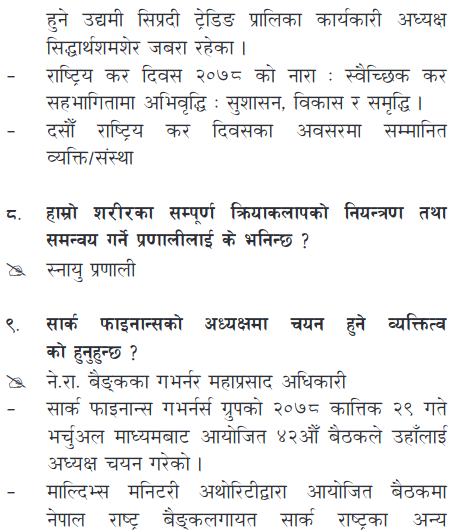 हुने उद्यमी सिप्रदी ट्रेडिङ प्रालिका कार्यकारी अध्यक्ष
सिद्धार्थशमशेर जबरा रहेका ।
– राष्ट्रिय कर दिवस २०७८ को नारा : स्वैच्छिक कर
सहभागितामा अभिवृद्धि : सुशासन, विकास र समृद्धि ।
– दसौँ राष्ट्रिय कर दिवसका अवसरमा सम्मानित
व्यक्ति/संस्था
८. हाम्रो शरीरका सम्पूर्ण क्रियाकलापको नियन्त्रण तथा
समन्वय गर्ने प्रणालीलाई के भनिन्छ ?
स्नायु प्रणाली
९. सार्क फाइनान्सको अध्यक्षमा चयन हुने व्यक्तित्व
को हुनुहुन्छ ?
ने.रा. बैङ्कका गभर्नर महाप्रसाद अधिकारी
– सार्क फाइनान्स गभर्नर्स ग्रुपको २०७८ कात्तिक २९ गते
भर्चुअल माध्यमबाट आयोजित ४२औँ बैठकले उहाँलाई
अध्यक्ष चयन गरेको ।
– माल्दिभ्स मनिटरी अथोरिटीद्वारा आयोजित बैठकमा
नेपाल राष्ट्र बैङ्कलगायत सार्क राष्ट्रका अन्य